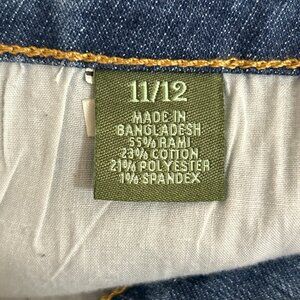 11/12
MADE IN
BANGLADESH
55% RAMI
23% COTTON
21% POLYESTER
1% SPANDEX